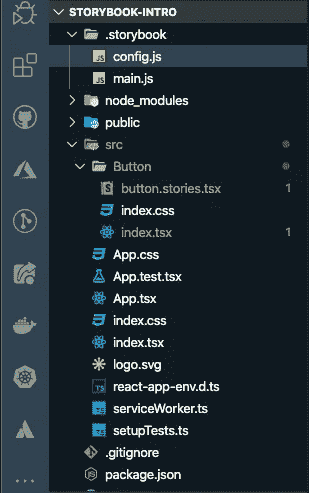 STORYBOOK-INTRO
.storybook
JS config.js
JS main.js
node_modules
public
src
Button
button.stories.tsx 1
index.css
index.tsx 1
App.css
App.test.tsx
App.tsx
index.css
index.tsx
logo.svg
TS react-app-env.d.ts
TS serviceWorker.ts
TS setupTests.ts
.gitignore
package.json